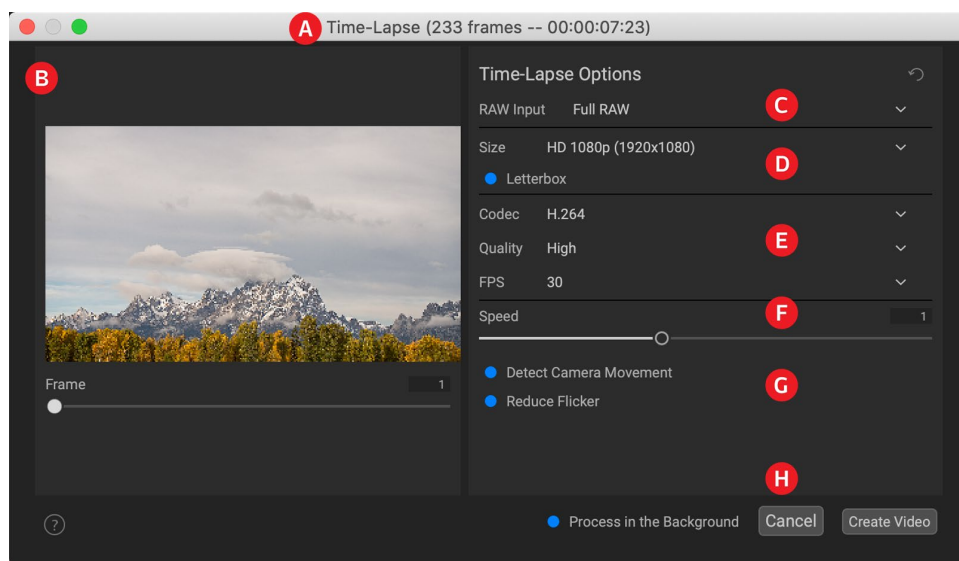 A Time-Lapse (233 frames -- 00:00:07:23)
B
Time-Lapse Options
RAW Input Full RAW C
Size HD 1080p (1920x1080)
D
Letterbox
Codec H.264
E
Quality High
FPS 30
Speed F 1
Detect Camera Movement
G
Reduce Flicker
Frame 1
H
? Process in the Background Cancel Create Video